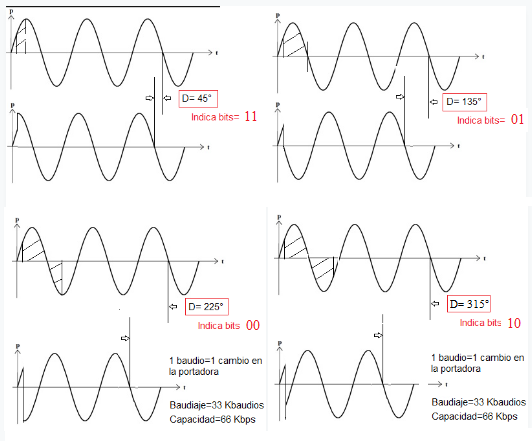 P
t
D= 45°
Indica bits= 11
t
P
t
D= 135°
Indica bits= 01
t
P
t
D= 225°
Indica bits 00
1 baudio=1 cambio en
la portadora
t
Baudiaje=33 Kbaudios
Capacidad=66 Kbps
P
t
D= 315°
Indica bits 10
1 baudio=1 cambio en
la portadora
t
Baudiaje=33 Kbaudios
Capacidad=66 Kbps